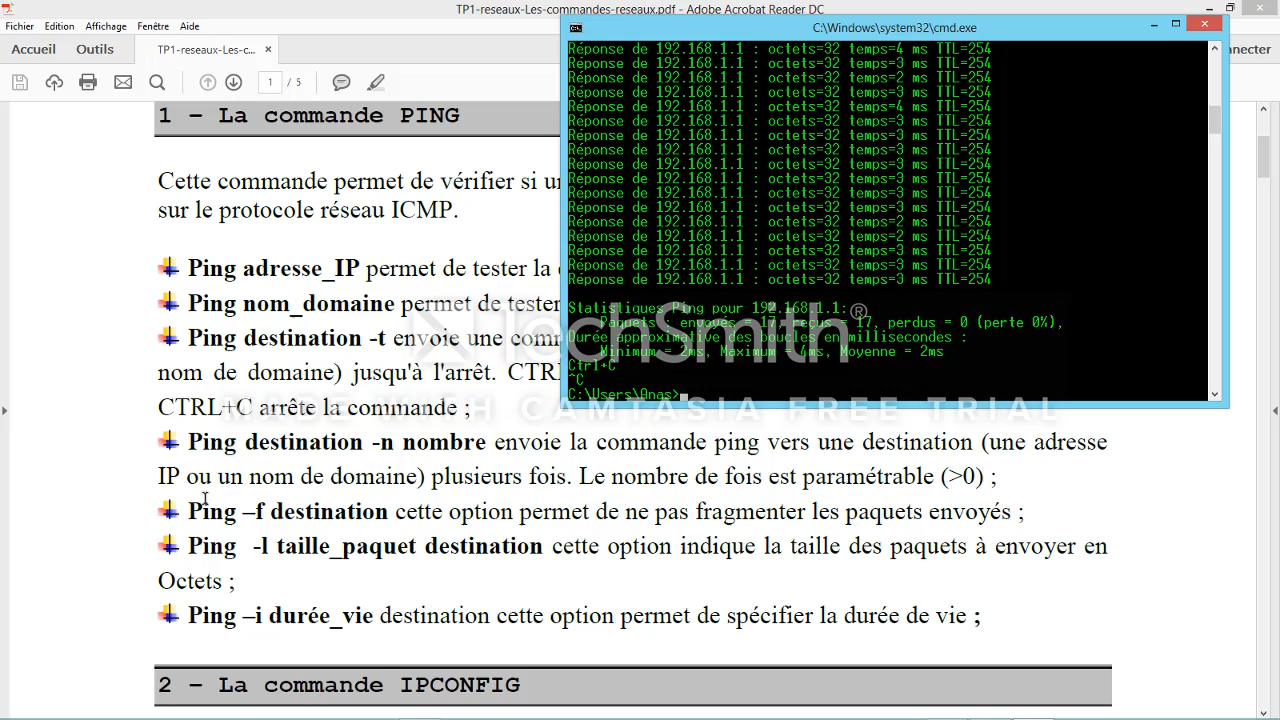 TP1-reseaux-Les-commandes-reseaux.pdf - Adobe Acrobat Reader DC
Fichier Edition Affichage Fenêtre Aide
Accueil Outils TP1-reseaux-Les-c... × nnecter
1 / 5
1 – La commande PING
Cette commande permet de vérifier si un
sur le protocole réseau ICMP.
Ping adresse_IP permet de tester la
Ping nom_domaine permet de tester
Ping destination -t envoie une comm
nom de domaine) jusqu'à l'arrêt. CTRL
CTRL+C arrête la commande ;
Ping destination -n nombre envoie la commande ping vers une destination (une adresse
IP ou un nom de domaine) plusieurs fois. Le nombre de fois est paramétrable (>0) ;
Ping –f destination cette option permet de ne pas fragmenter les paquets envoyés ;
Ping -l taille_paquet destination cette option indique la taille des paquets à envoyer en
Octets ;
Ping –i durée_vie destination cette option permet de spécifier la durée de vie ;
2 – La commande IPCONFIG
C:\Windows\system32\cmd.exe
Réponse de 192.168.1.1 : octets=32 temps=4 ms TTL=254
Réponse de 192.168.1.1 : octets=32 temps=3 ms TTL=254
Réponse de 192.168.1.1 : octets=32 temps=2 ms TTL=254
Réponse de 192.168.1.1 : octets=32 temps=3 ms TTL=254
Réponse de 192.168.1.1 : octets=32 temps=4 ms TTL=254
Réponse de 192.168.1.1 : octets=32 temps=3 ms TTL=254
Réponse de 192.168.1.1 : octets=32 temps=3 ms TTL=254
Réponse de 192.168.1.1 : octets=32 temps=3 ms TTL=254
Réponse de 192.168.1.1 : octets=32 temps=3 ms TTL=254
Réponse de 192.168.1.1 : octets=32 temps=3 ms TTL=254
Réponse de 192.168.1.1 : octets=32 temps=3 ms TTL=254
Réponse de 192.168.1.1 : octets=32 temps=3 ms TTL=254
Réponse de 192.168.1.1 : octets=32 temps=2 ms TTL=254
Réponse de 192.168.1.1 : octets=32 temps=2 ms TTL=254
Réponse de 192.168.1.1 : octets=32 temps=3 ms TTL=254
Réponse de 192.168.1.1 : octets=32 temps=3 ms TTL=254
Réponse de 192.168.1.1 : octets=32 temps=3 ms TTL=254
Statistiques Ping pour 192.168.1.1:
Paquets : envoyés = 17, reçus = 17, perdus = 0 (perte 0%),
Durée approximative des boucles en millisecondes :
Minimum = 2ms, Maximum = 4ms, Moyenne = 2ms
Ctrl+C
^C
C:\Users\Anas>
TechSmith®
MADE WITH CAMTASIA FREE TRIAL